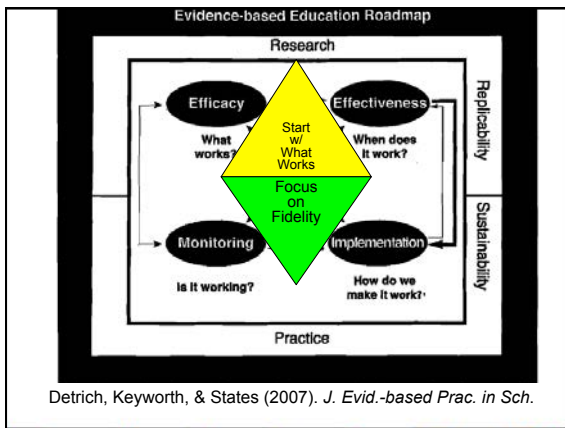 Evidence-based Education Roadmap
Research
Efficacy
Effectiveness
What
works?
Start
w/
What
Works
When does
it work?
Replicability
Focus
on
Fidelity
Monitoring
Implementation
Is it working?
How do we
make it work?
Sustainability
Practice
Detrich, Keyworth, & States (2007). J. Evid.-based Prac. in Sch.